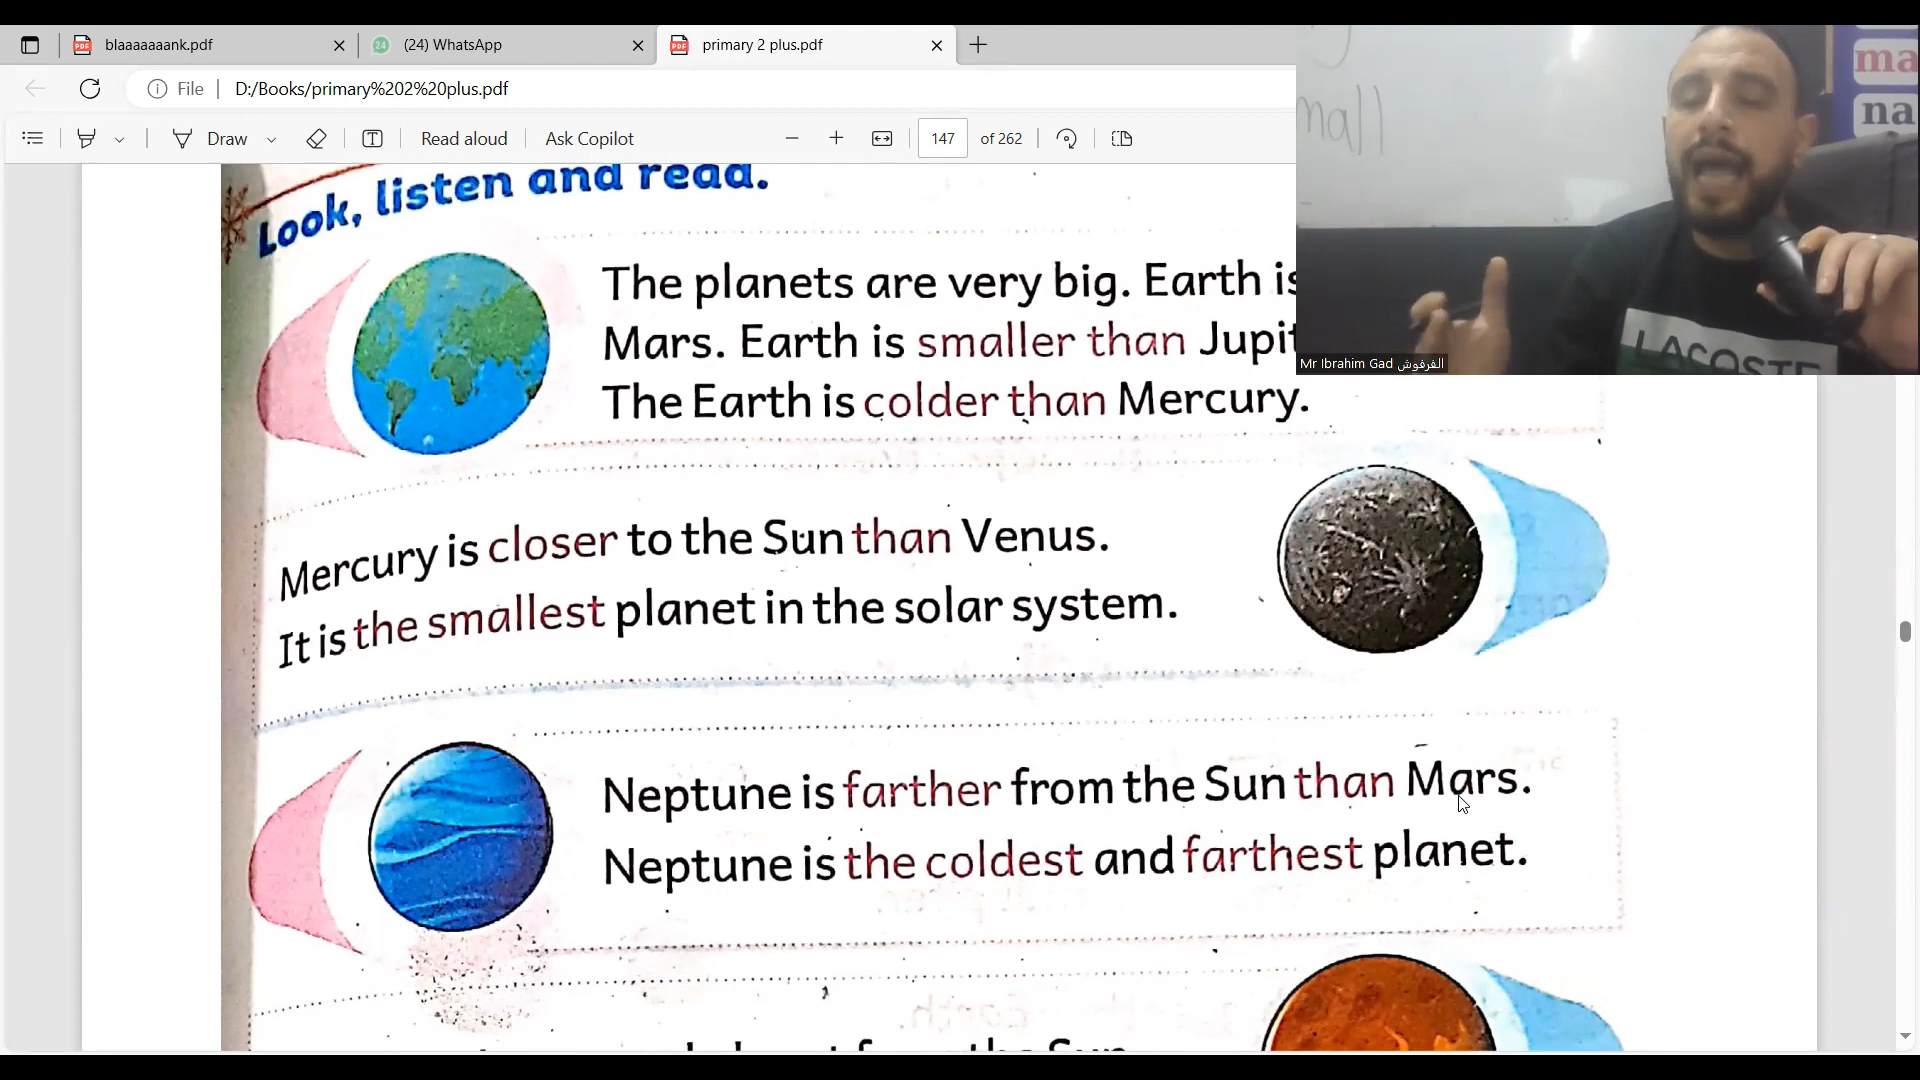 blaaaaaaank.pdf
24 (24) WhatsApp
primary 2 plus.pdf
File D:/Books/primary%202%20plus.pdf
Draw Read aloud Ask Copilot 147 of 262
Look, listen and read.
The planets are very big. Earth is
Mars. Earth is smaller than Jupit
The Earth is colder than Mercury.
Mercury is closer to the Sun than Venus.
It is the smallest planet in the solar system.
Neptune is farther from the Sun than Mars.
Neptune is the coldest and farthest planet.
mall
ma
na
LACOSTE
Mr Ibrahim Gad الفرفوش